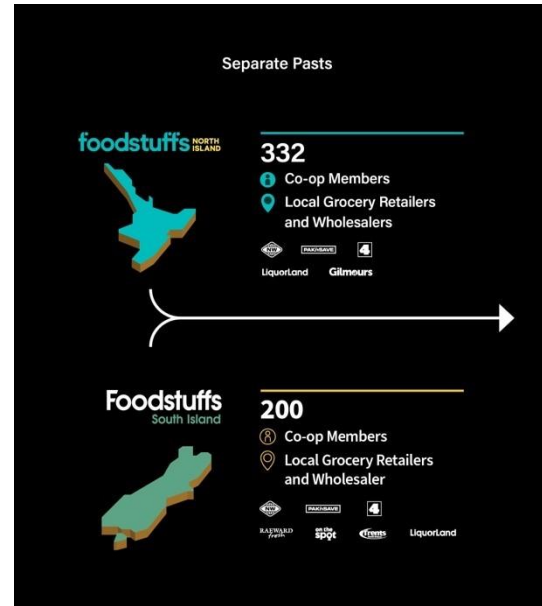 Separate Pasts
foodstuffs NORTH ISLAND
332
Co-op Members
Local Grocery Retailers
and Wholesalers
NW PAK'nSAVE 4
LiquorLand Gilmours
Foodstuffs
South Island
200
Co-op Members
Local Grocery Retailers
and Wholesaler
NW PAK'nSAVE 4
RAEWARD fresh on the spot Trents LiquorLand